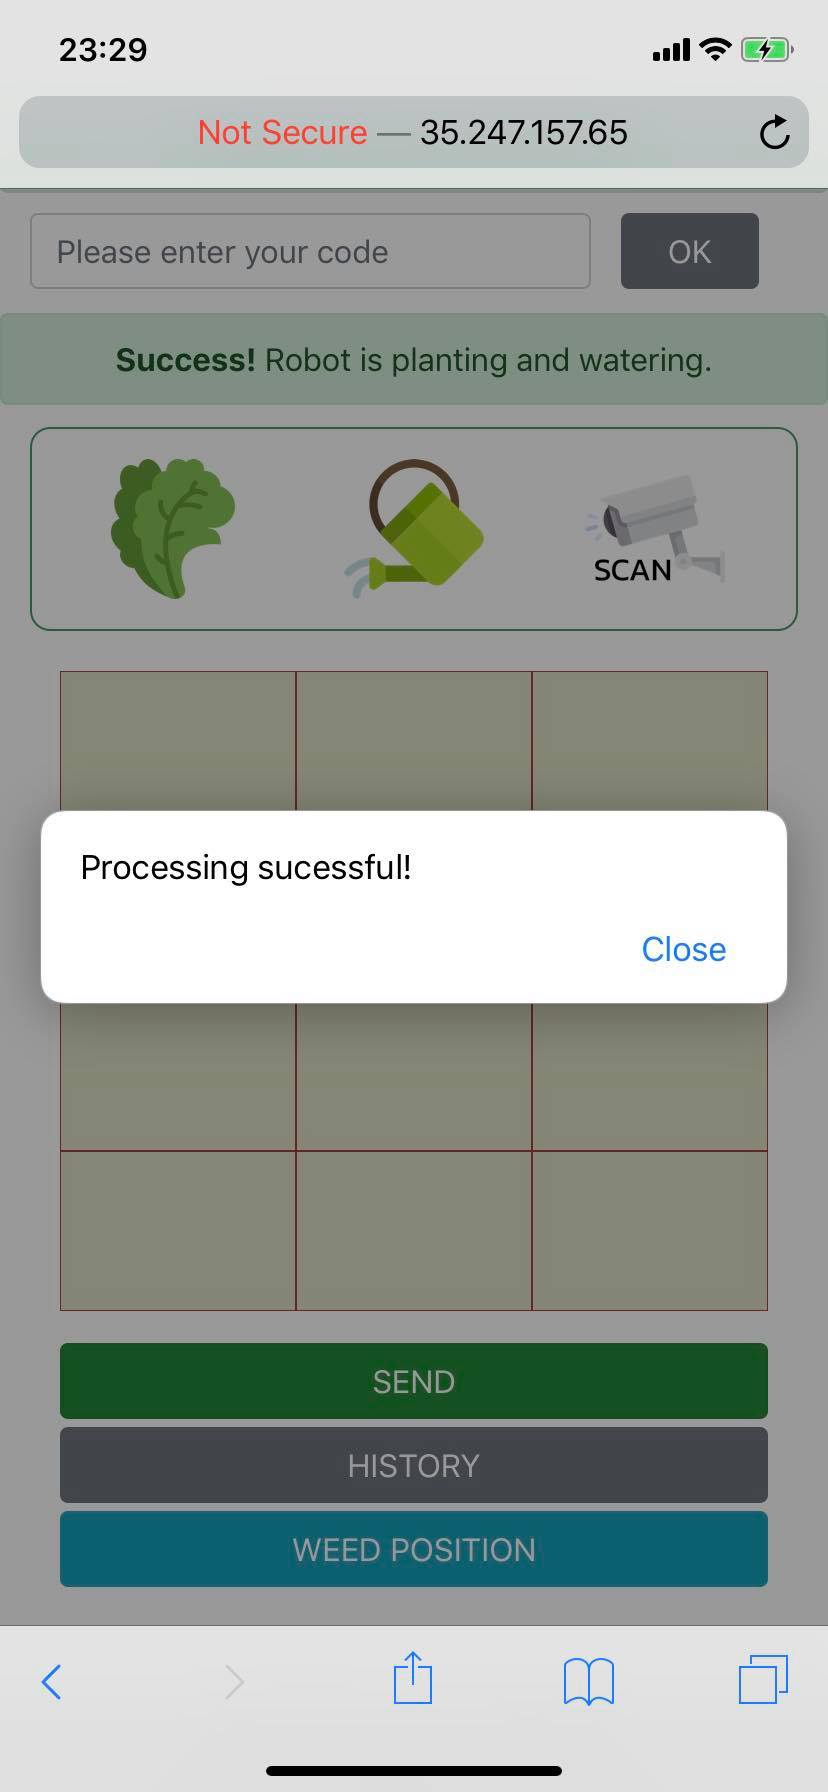 23:29
Not Secure — 35.247.157.65
Please enter your code
OK
Success! Robot is planting and watering.
SCAN
Processing sucessful!
Close
SEND
HISTORY
WEED POSITION